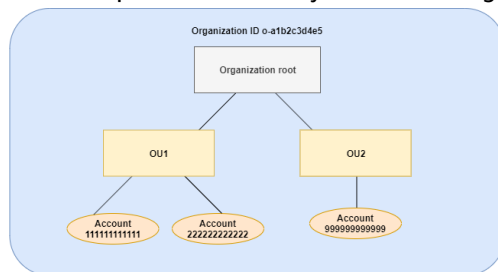 Organization ID o-a1b2c3d4e5
Organization root
OU1
OU2
Account
111111111111
Account
222222222222
Account
999999999999